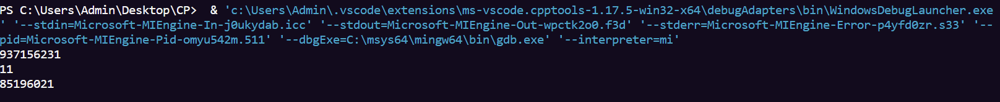 PS C:\Users\Admin\Desktop\CP>  & 'c:\Users\Admin\.vscode\extensions\ms-vscode.cpptools-1.17.5-win32-x64\debugAdapters\bin\WindowsDebugLauncher.exe
' '--stdin=Microsoft-MIEngine-In-j0ukydab.icc' '--stdout=Microsoft-MIEngine-Out-wpctk2o0.f3d' '--stderr=Microsoft-MIEngine-Error-p4yfd0zr.s33' '--
pid=Microsoft-MIEngine-Pid-omyu542m.511' '--dbgExe=C:\msys64\mingw64\bin\gdb.exe' '--interpreter=mi'
937156231
11
85196021